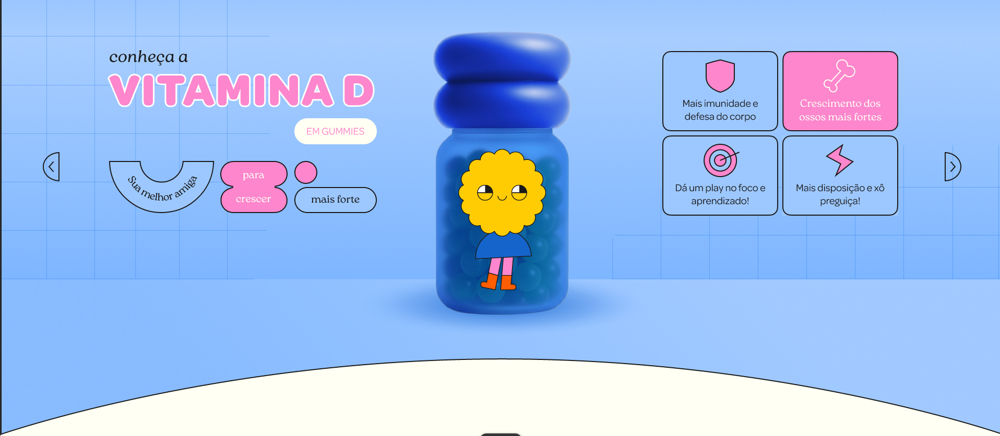 conheça a
VITAMINA D
EM GUMMIES
Sua melhor amiga
para
crescer
mais forte
Mais imunidade e
defesa do corpo
Crescimento dos
ossos mais fortes
Dá um play no foco e
aprendizado!
Mais disposição e xô
preguiça!